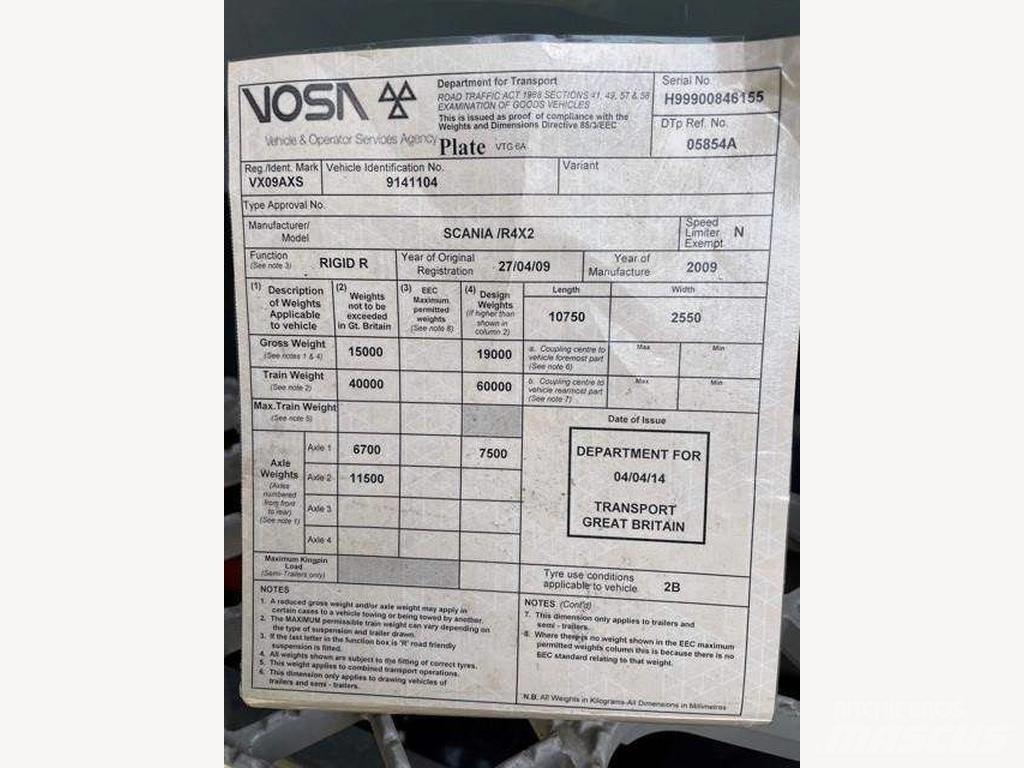 VOSA
Vehicle & Operator Services Agency
Department for Transport
ROAD TRAFFIC ACT 1988 SECTIONS 41, 49, 57 & 58
EXAMINATION OF GOODS VEHICLES
This is issued as proof of compliance with the
Weights and Dimensions Directive 85/3/EEC
Plate VTG 6A
Serial No.
H99900846155
DTp Ref. No.
05854A
Reg./Ident. Mark
VX09AXS
Vehicle Identification No.
9141104
Variant
Type Approval No.
Manufacturer/
Model
SCANIA /R4X2
Speed
Limiter
Exempt
N
Function
(See note 3)
RIGID R
Year of Original
Registration
27/04/09
Year of
Manufacture
2009
(1) Description
of Weights
Applicable
to vehicle
(2) Weights
not to be
exceeded
in Gt. Britain
(3) EEC
Maximum
permitted
weights
(See note 8)
(4) Design
Weights
(if higher than
shown in
column 2)
Length
10750
Width
2550
Gross Weight
(See notes 1 & 4)
15000
19000
a. Coupling centre to
vehicle foremost part
(See note 6)
Max
Min
Train Weight
(See note 2)
40000
60000
b. Coupling centre to
vehicle rearmost part
(See note 7)
Max
Min
Max.Train Weight
(See note 5)
Axle
Weights
(Axles
numbered
from front
to rear)
(See note 1)
Axle 1
6700
7500
Axle 2
11500
Axle 3
Axle 4
Maximum Kingpin
Load
(Semi-Trailers only)
Date of Issue
DEPARTMENT FOR
04/04/14
TRANSPORT
GREAT BRITAIN
Tyre use conditions
applicable to vehicle
2B
NOTES
1. A reduced gross weight and/or axle weight may apply in
certain cases to a vehicle towing or being towed by another.
2. The MAXIMUM permissible train weight can vary depending on
the type of suspension and trailer drawn.
3. If the last letter in the function box is 'R' road friendly
suspension is fitted.
4. All weights shown are subject to the fitting of correct tyres.
5. This weight applies to combined transport operations.
6. This dimension only applies to drawing vehicles of
trailers and semi - trailers.
NOTES (Cont'd)
7. This dimension only applies to trailers and
semi - trailers.
8. Where there is no weight shown in the EEC maximum
permitted weights column this is because there is no
EEC standard relating to that weight.
N.B. All Weights in Kilograms-All Dimensions in Millimetres
RITCHIE BROS.
MASCUS